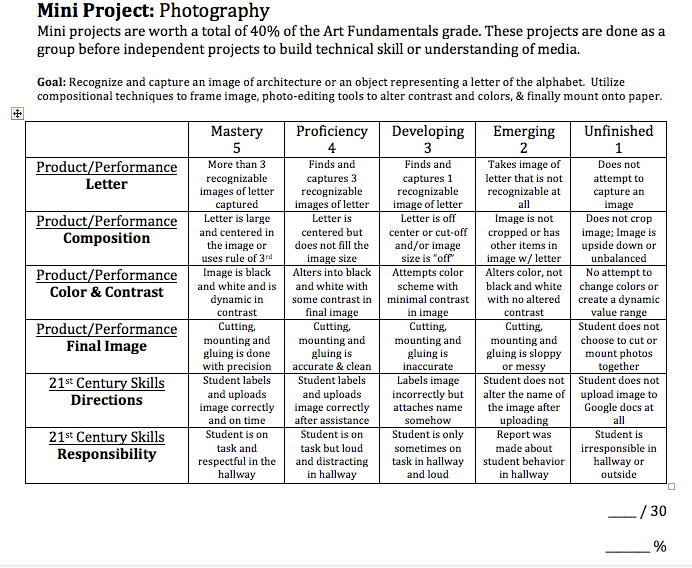 Mini Project: Photography
Mini projects are worth a total of 40% of the Art Fundamentals grade. These projects are done as a
group before independent projects to build technical skill or understanding of media.
Goal: Recognize and capture an image of architecture or an object representing a letter of the alphabet. Utilize
compositional techniques to frame image, photo-editing tools to alter contrast and colors, & finally mount onto paper.
Mastery
5
Proficiency
4
Developing
3
Emerging
2
Unfinished
1
Product/Performance
Letter
More than 3
recognizable
images of letter
captured
Finds and
captures 3
recognizable
images of letters
Finds and
captures 1
recognizable
image of letter
Takes image of
letter that is not
recognizable at
all
Does not
attempt to
capture an
image
Product/Performance
Composition
Letter is large
and centered in
the image or
uses rule of 3rd
Letter is
centered but
does not fill the
image size
Letter is off
center or cut-off
and/or image
size is "off"
Image is not
cropped or has
other items in
image w/ letter
Does not crop
image; Image is
upside down or
unbalanced
Product/Performance
Color & Contrast
Image is black
and white and is
dynamic in
contrast
Alters into black
and white with
some contrast in
final image
Attempts color
scheme with
minimal contrast
in image
Alters color, not
black and white
with no altered
contrast
No attempt to
change colors or
create a dynamic
value range
Product/Performance
Final Image
Cutting,
mounting and
gluing is done
with precision
Cutting,
mounting and
gluing is
accurate & clean
Cutting,
mounting and
gluing is
inaccurate
Cutting,
mounting and
gluing is sloppy
or messy
Student does not
choose to cut or
mount photos
together
21st Century Skills
Directions
Student labels
and uploads
image correctly
and on time
Student labels
and uploads
image correctly
after assistance
Labels image
incorrectly but
attaches name
somehow
Student does not
alter the name of
the image after
uploading
Student does not
upload image to
Google docs at
all
21st Century Skills
Responsibility
Student is on
task and
respectful in the
hallway
Student is on
task but loud
and distracting
in hallway
Student is only
sometimes on
task in hallway
and loud
Report was
made about
student behavior
in hallway
Student is
irresponsible in
hallway or
outside
____ / 30
______ %